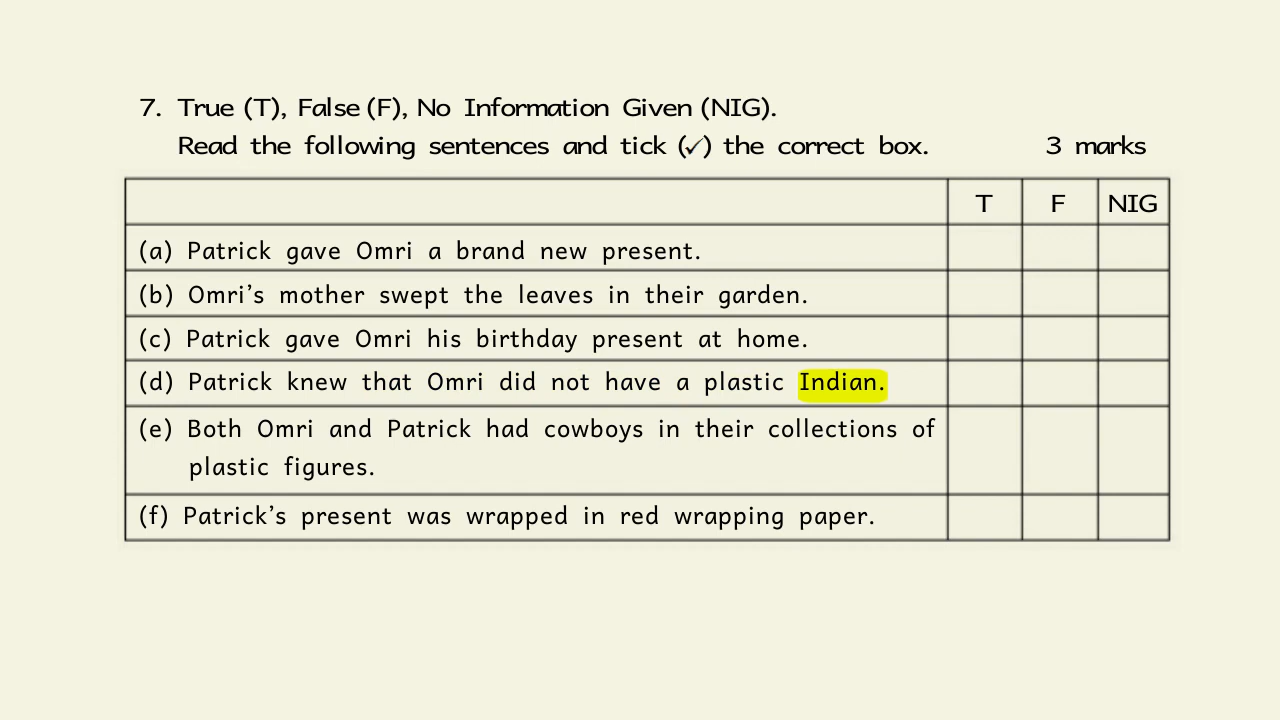 7. True (T), False (F), No Information Given (NIG).
Read the following sentences and tick (✓) the correct box. 3 marks
T F NIG
(a) Patrick gave Omri a brand new present.
(b) Omri’s mother swept the leaves in their garden.
(c) Patrick gave Omri his birthday present at home.
(d) Patrick knew that Omri did not have a plastic Indian.
(e) Both Omri and Patrick had cowboys in their collections of
plastic figures.
(f) Patrick’s present was wrapped in red wrapping paper.